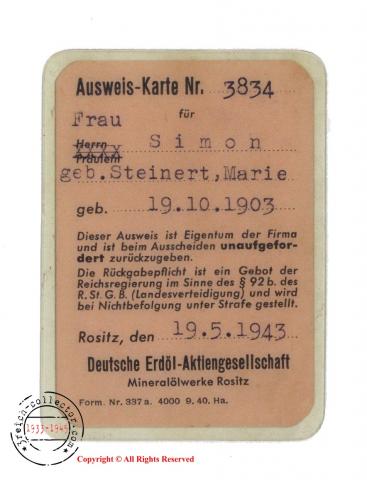 Ausweis-Karte Nr. 3834
für
Frau
Herrn Simon
Fräulein
geb. Steinert, Marie
geb. 19.10.1903
Dieser Ausweis ist Eigentum der Firma
und ist beim Ausscheiden unaufgefor-
dert zurückzugeben.
Die Rückgabepflicht ist ein Gebot der
Reichsregierung im Sinne des § 92 b. des
R. St. G. B. (Landesverteidigung) und wird
bei Nichtbefolgung unter Strafe gestellt.
Rositz, den 19.5.1943
Deutsche Erdöl-Aktiengesellschaft
Mineralölwerke Rositz
Form. Nr. 337 a. 4000 9. 40. Ha.
3reich-collector.com
1933-1945
Copyright © All Rights Reserved